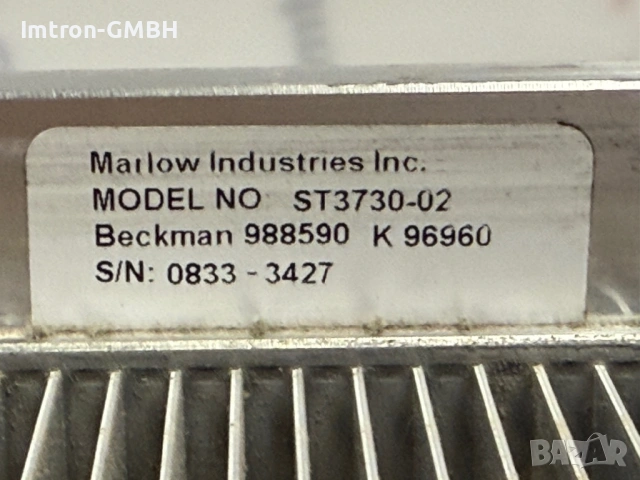 Imtron-GMBH
Marlow Industries Inc.
MODEL NO ST3730-02
Beckman 988590 K 96960
S/N: 0833 - 3427
BAZAR